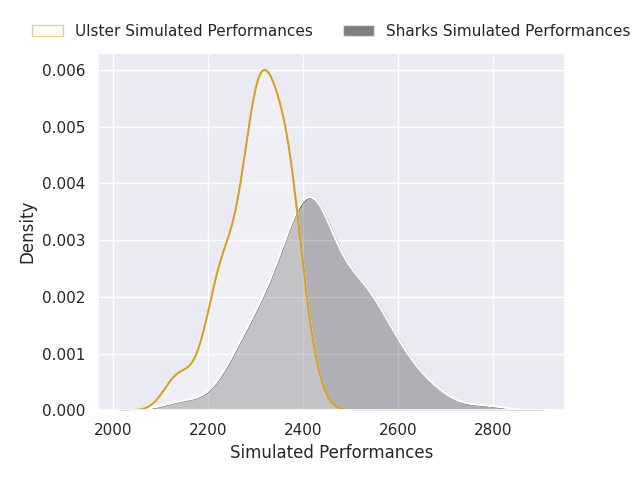 Ulster Simulated Performances Sharks Simulated Performances
0.006
0.005
0.004
0.003
0.002
0.001
0.000
Density
2000 2200 2400 2600 2800
Simulated Performances